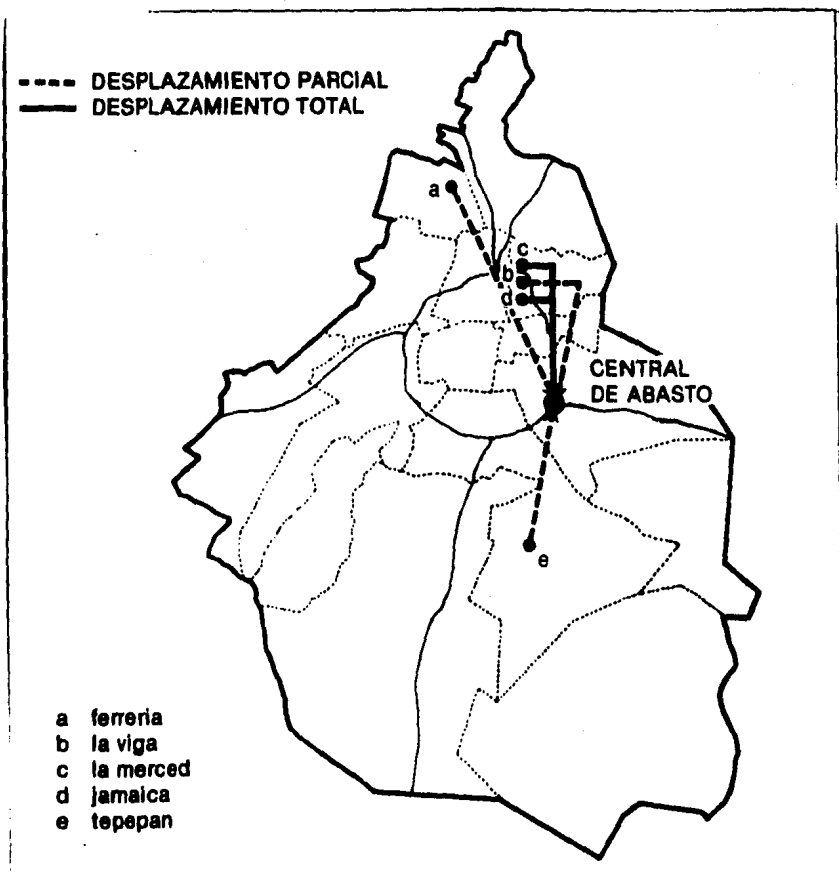 DESPLAZAMIENTO PARCIAL
DESPLAZAMIENTO TOTAL
a
c
b
d
CENTRAL
DE ABASTO
e
a ferreria
b la viga
c la merced
d jamaica
e tepepan